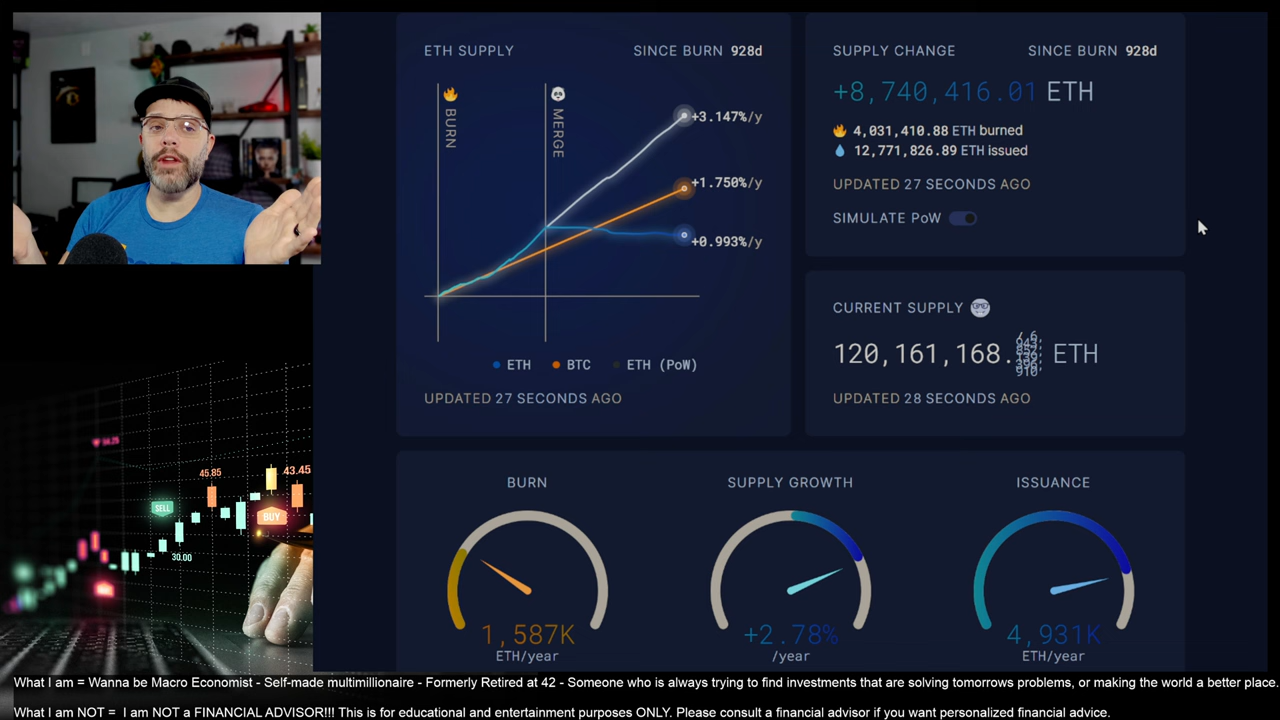 ETH SUPPLY
SINCE BURN 928d
BURN
MERGE
+3.147%/y
+1.750%/y
+0.993%/y
ETH
BTC
ETH (PoW)
UPDATED 27 SECONDS AGO
SUPPLY CHANGE
SINCE BURN 928d
+8,740,416.01 ETH
4,031,410.88 ETH burned
12,771,826.89 ETH issued
UPDATED 27 SECONDS AGO
SIMULATE PoW
CURRENT SUPPLY
120,161,168. ETH
UPDATED 28 SECONDS AGO
BURN
1,587K
ETH/year
SUPPLY GROWTH
+2.78%
/year
ISSUANCE
4,931K
ETH/year
45.85
43.45
SELL
BUY
30.00
What I am = Wanna be Macro Economist - Self-made multimillionaire - Formerly Retired at 42 - Someone who is always trying to find investments that are solving tomorrows problems, or making the world a better place.
What I am NOT = I am NOT a FINANCIAL ADVISOR!!! This is for educational and entertainment purposes ONLY. Please consult a financial advisor if you want personalized financial advice.